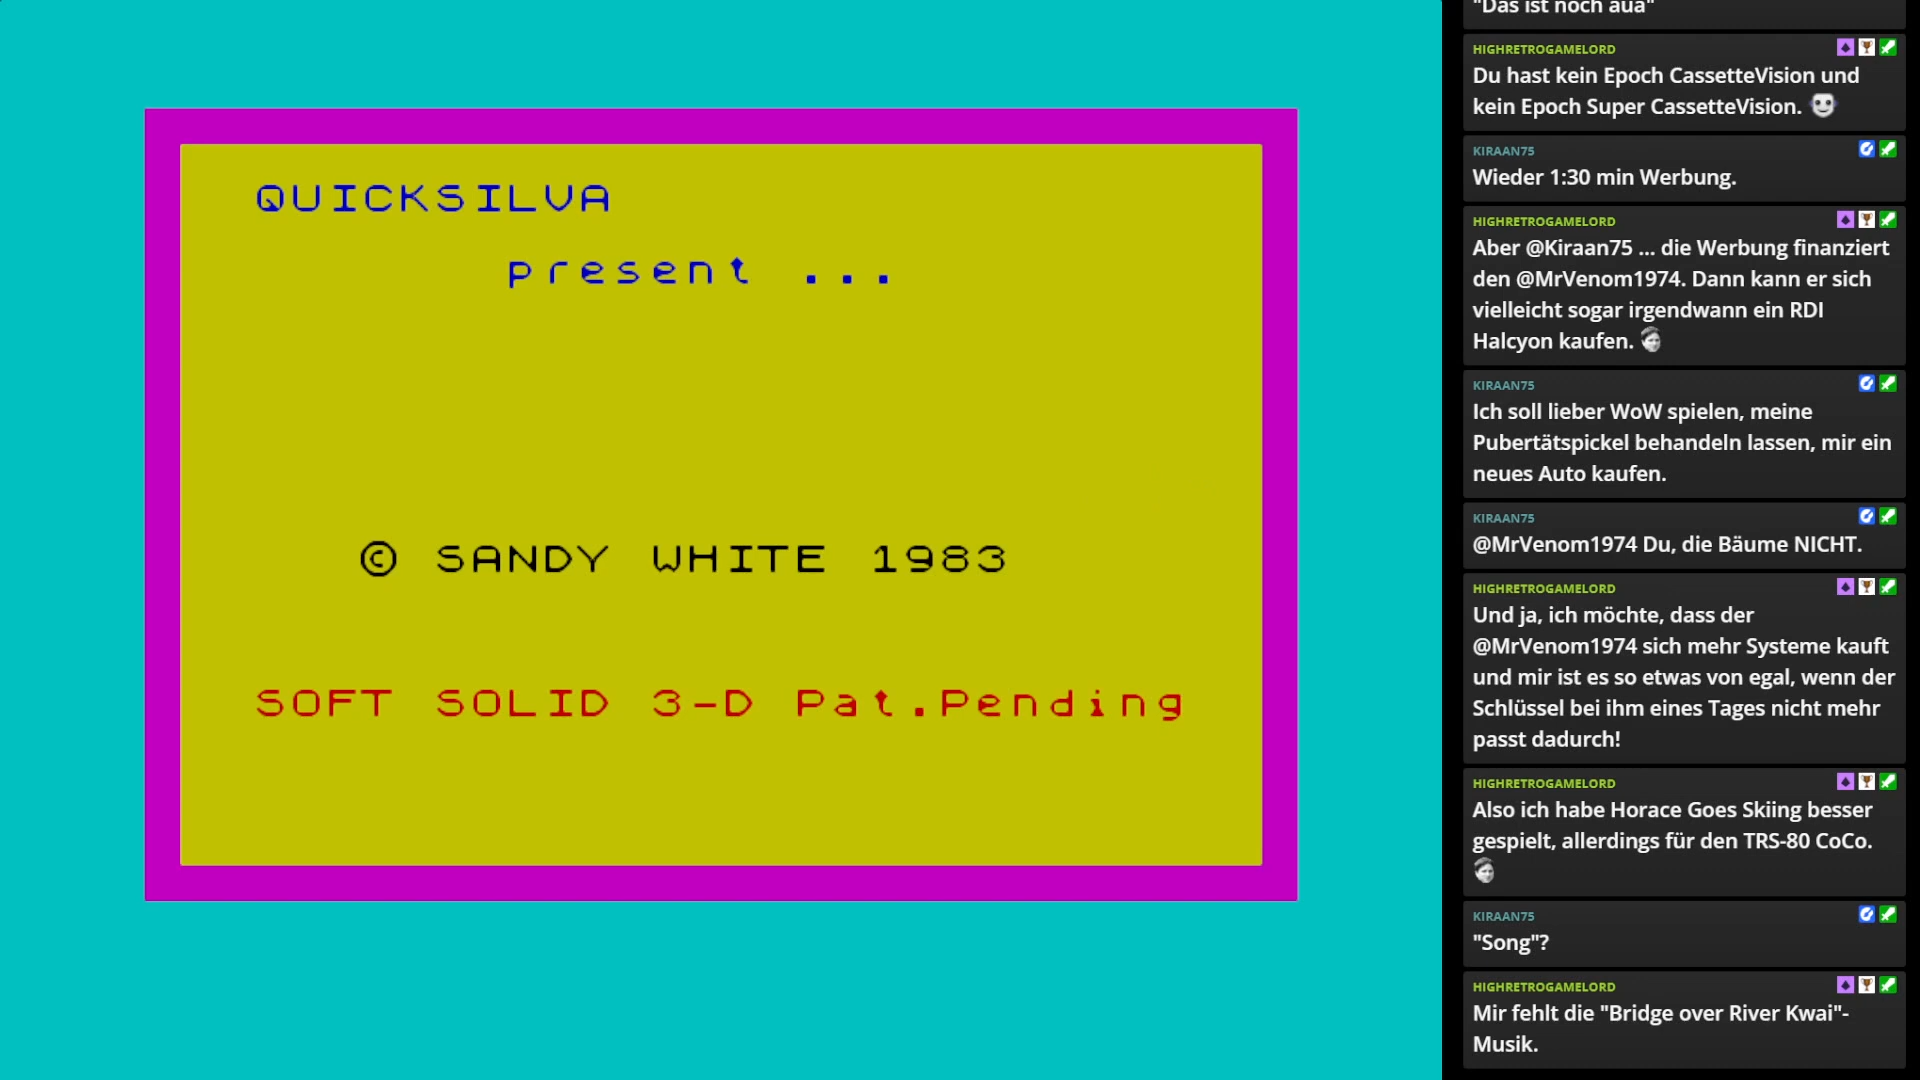 QUICKSILVA
present ...
© SANDY WHITE 1983
SOFT SOLID 3-D Pat.Pending
"Das ist noch aua"
HIGHRETROGAMELORD
Du hast kein Epoch CassetteVision und
kein Epoch Super CassetteVision.
KIRAAN75
Wieder 1:30 min Werbung.
HIGHRETROGAMELORD
Aber @Kiraan75 ... die Werbung finanziert
den @MrVenom1974. Dann kann er sich
vielleicht sogar irgendwann ein RDI
Halcyon kaufen.
KIRAAN75
Ich soll lieber WoW spielen, meine
Pubertätspickel behandeln lassen, mir ein
neues Auto kaufen.
KIRAAN75
@MrVenom1974 Du, die Bäume NICHT.
HIGHRETROGAMELORD
Und ja, ich möchte, dass der
@MrVenom1974 sich mehr Systeme kauft
und mir ist es so etwas von egal, wenn der
Schlüssel bei ihm eines Tages nicht mehr
passt dadurch!
HIGHRETROGAMELORD
Also ich habe Horace Goes Skiing besser
gespielt, allerdings für den TRS-80 CoCo.
KIRAAN75
"Song"?
HIGHRETROGAMELORD
Mir fehlt die "Bridge over River Kwai"-
Musik.